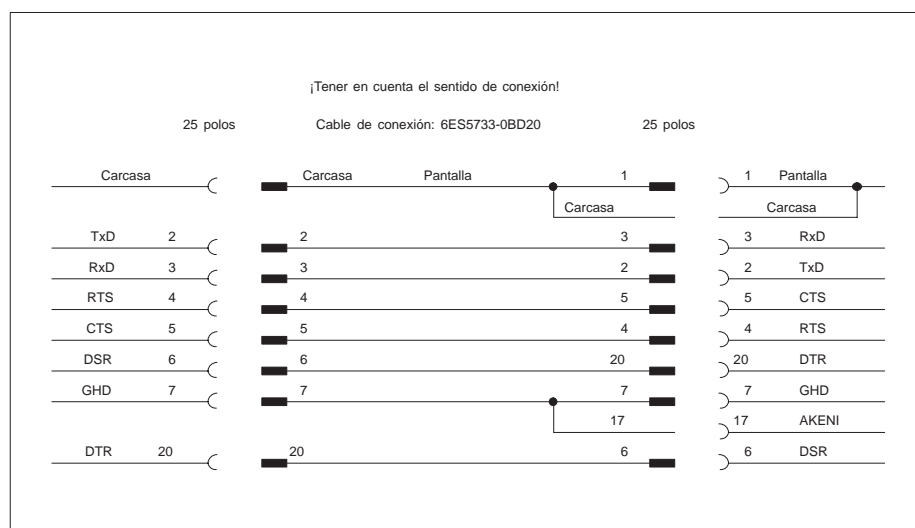 ¡Tener en cuenta el sentido de conexión!
25 polos Cable de conexión: 6ES5733-0BD20 25 polos
Carcasa Carcasa Pantalla 1 1 Pantalla
Carcasa Carcasa
TxD 2 2 3 3 RxD
RxD 3 3 2 2 TxD
RTS 4 4 5 5 CTS
CTS 5 5 4 4 RTS
DSR 6 6 20 20 DTR
GHD 7 7 7 7 GHD
17 17 AKENI
DTR 20 20 6 6 DSR